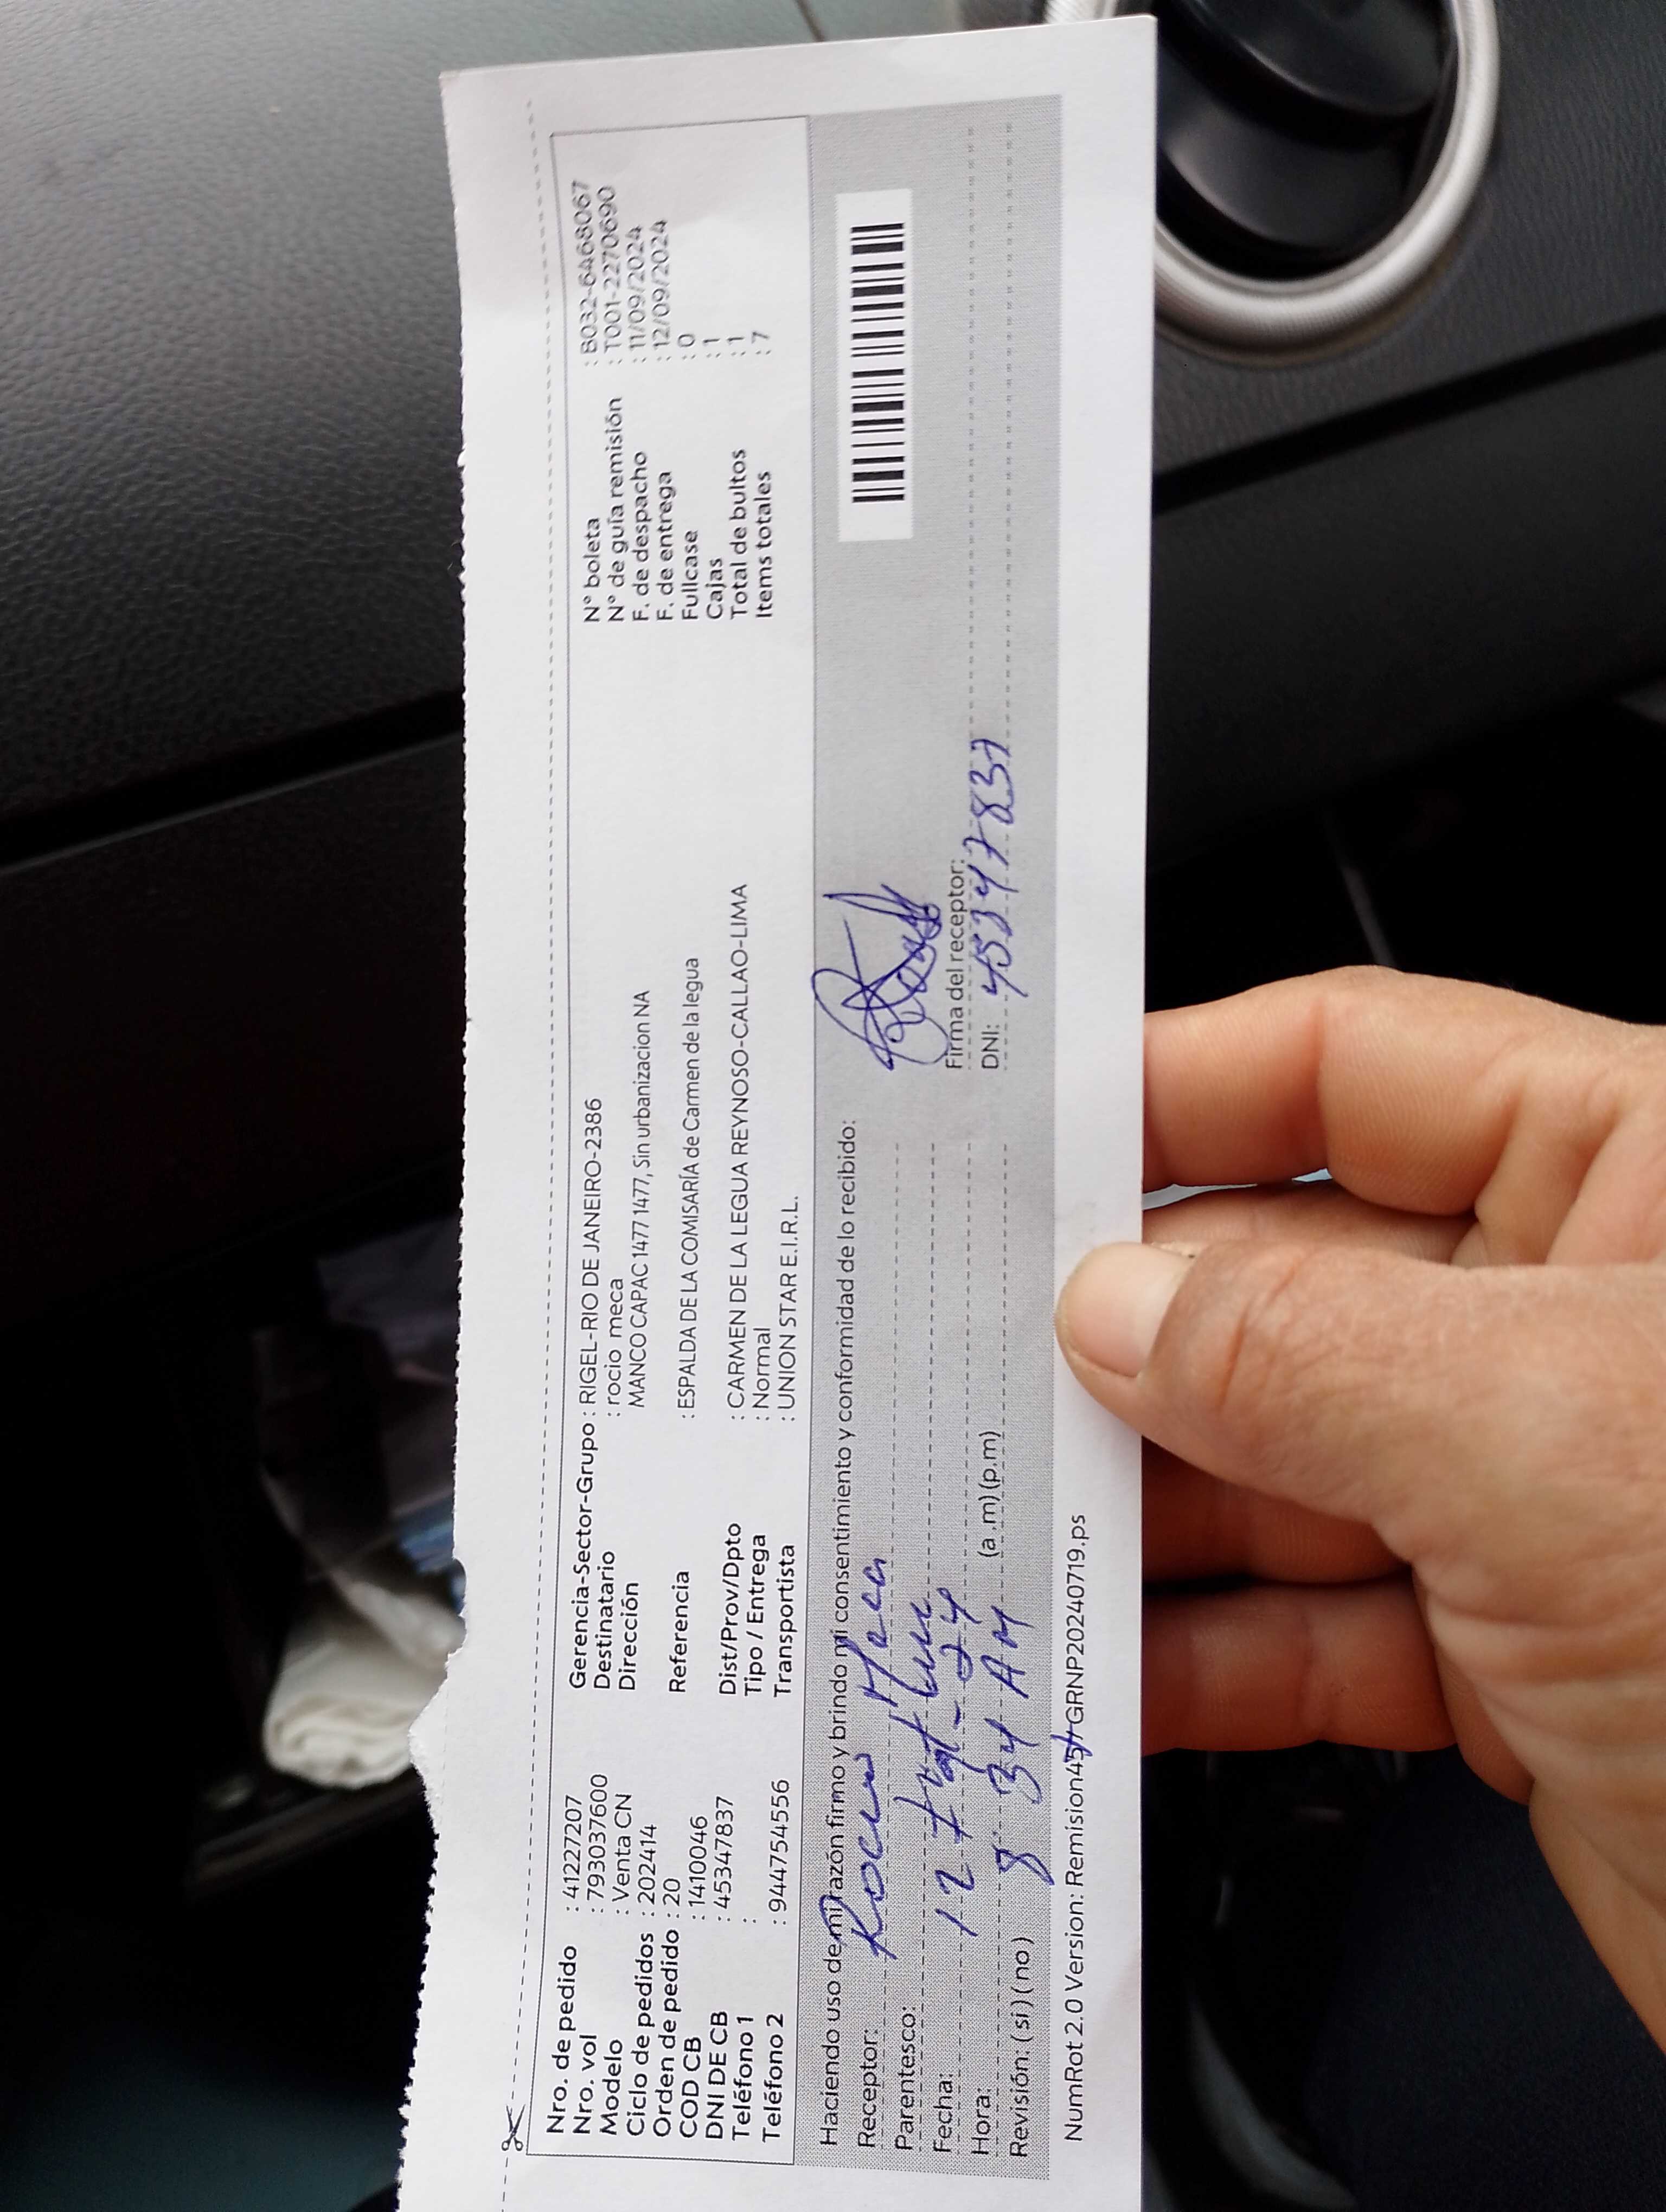 Nro. de pedido : 41227207
Nro. vol : 793037600
Modelo : Venta CN
Ciclo de pedidos : 202414
Orden de pedido : 20
COD CB : 1410046
DNI DE CB : 45347837
Teléfono 1 :
Teléfono 2 : 944754556
Gerencia-Sector-Grupo : RIGEL-RIO DE JANEIRO-2386
Destinatario : rocio meca
Dirección MANCO CAPAC 1477 1477, Sin urbanizacion NA
Referencia : ESPALDA DE LA COMISARÍA de Carmen de la legua
Dist/Prov/Dpto : CARMEN DE LA LEGUA REYNOSO-CALLAO-LIMA
Tipo / Entrega : Normal
Transportista : UNION STAR E.I.R.L.
N° boleta : B032-6468067
N° de guía remisión : T001-2270690
F. de despacho : 11/09/2024
F. de entrega : 12/09/2024
Fullcase : 0
Cajas : 1
Total de bultos : 1
Items totales : 7
Haciendo uso de mi razón firmo y brindo mi consentimiento y conformidad de lo recibido:
Receptor: Rocio Meca
Parentesco:
Fecha: 12 - 24
Hora: 8 34 AM (a.m) (p.m)
Revisión: ( si ) ( no )
Firma del receptor:
DNI: 45347837
NumRot 2.0 Version: Remision45/GRNP20240719.ps